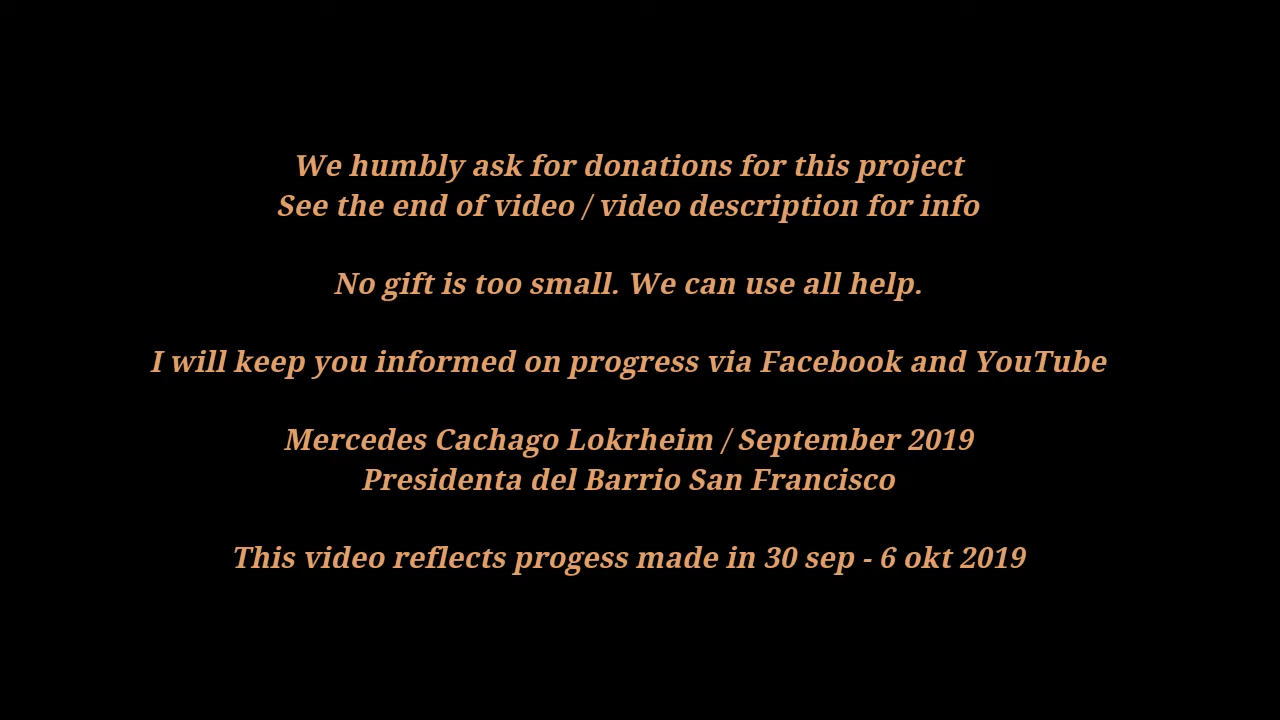 We humbly ask for donations for this project
See the end of video / video description for info
No gift is too small. We can use all help.
I will keep you informed on progress via Facebook and YouTube
Mercedes Cachago Lokrheim / September 2019
Presidenta del Barrio San Francisco
This video reflects progess made in 30 sep - 6 okt 2019